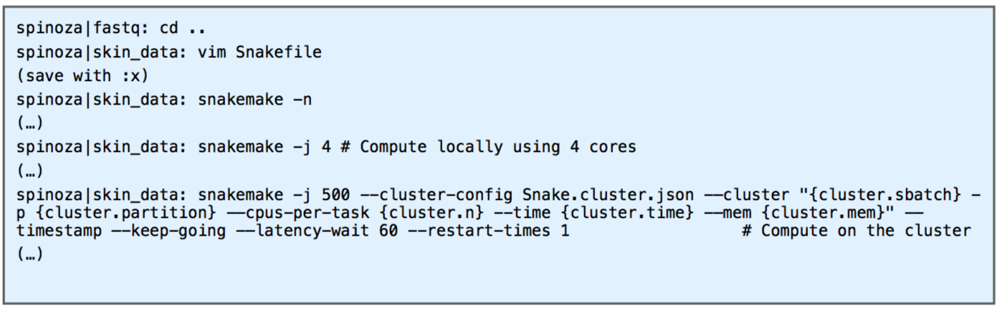 spinoza|fastq: cd ..
spinoza|skin_data: vim Snakefile
(save with :x)
spinoza|skin_data: snakemake -n
(…)
spinoza|skin_data: snakemake -j 4 # Compute locally using 4 cores
(…)
spinoza|skin_data: snakemake -j 500 --cluster-config Snake.cluster.json --cluster "{cluster.sbatch} -
p {cluster.partition} --cpus-per-task {cluster.n} --time {cluster.time} --mem {cluster.mem}" --
timestamp --keep-going --latency-wait 60 --restart-times 1 # Compute on the cluster
(…)